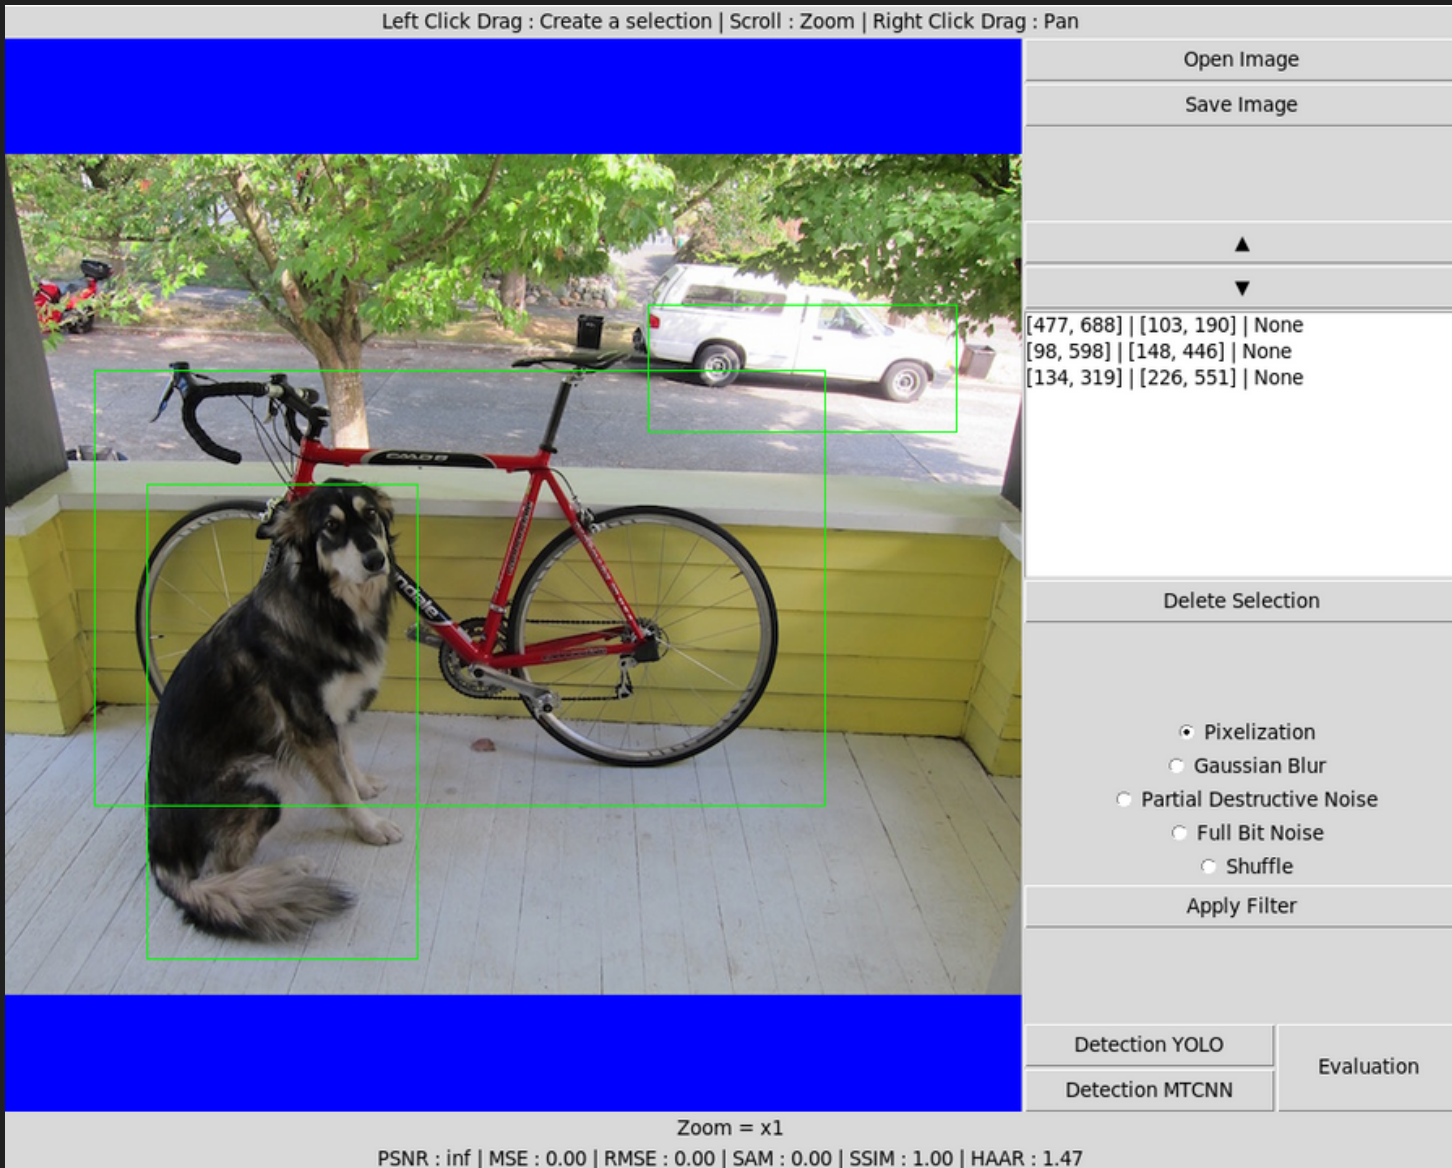 Left Click Drag : Create a selection | Scroll : Zoom | Right Click Drag : Pan
Open Image
Save Image
▲
▼
[477, 688] | [103, 190] | None
[98, 598] | [148, 446] | None
[134, 319] | [226, 551] | None
Delete Selection
Pixelization
Gaussian Blur
Partial Destructive Noise
Full Bit Noise
Shuffle
Apply Filter
Detection YOLO
Detection MTCNN
Evaluation
ndale
Zoom = x1
PSNR : inf | MSE : 0.00 | RMSE : 0.00 | SAM : 0.00 | SSIM : 1.00 | HAAR : 1.47